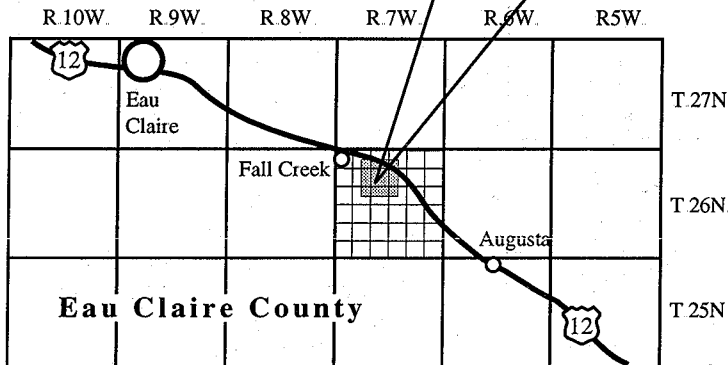 R 10W R 9W R 8W R 7W R 6W R5W
12
Eau
Claire
T 27N
Fall Creek
T 26N
Augusta
Eau Claire County
12
T 25N